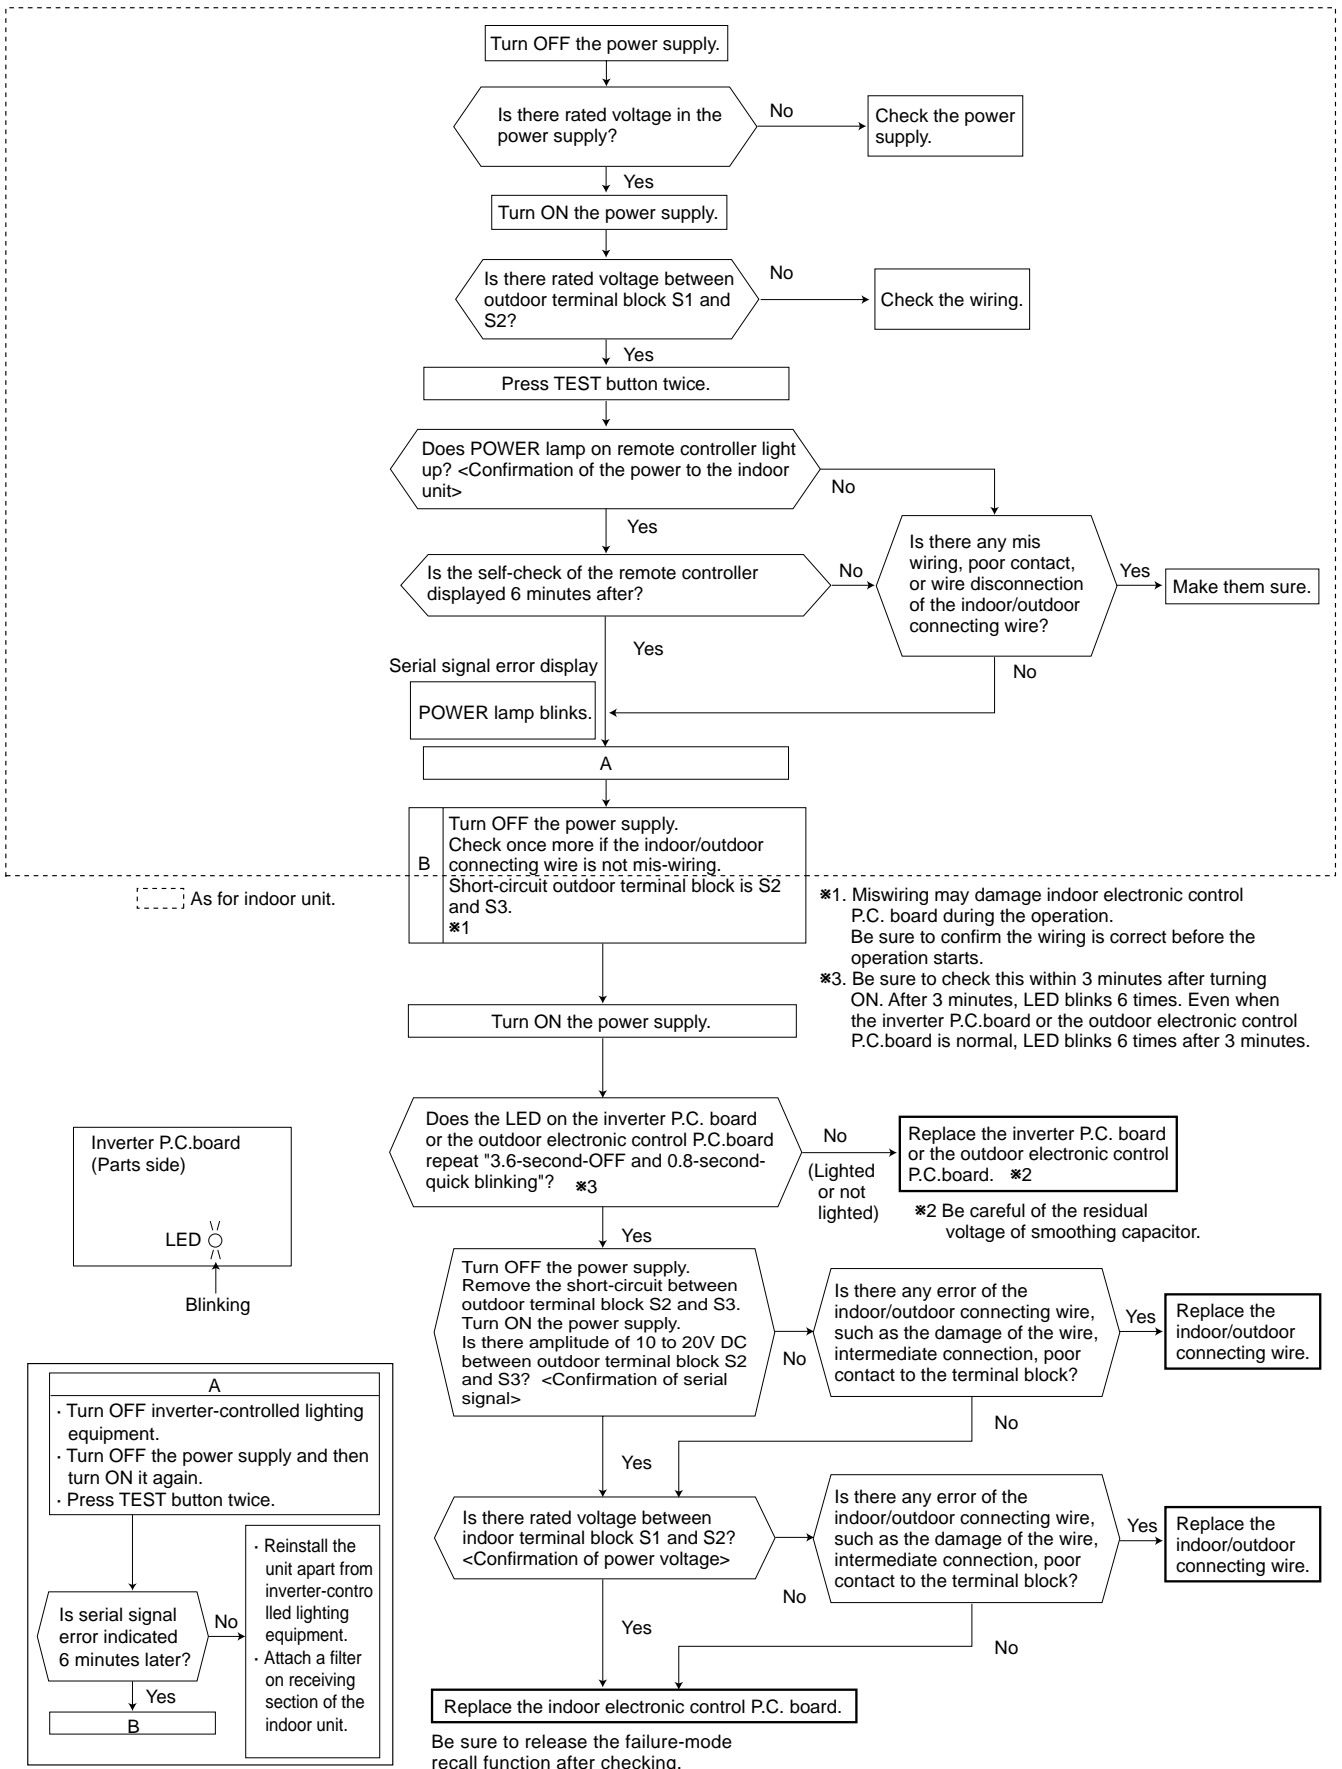 Turn OFF the power supply.
Is there rated voltage in the
power supply?
No
Check the power
supply.
Yes
Turn ON the power supply.
Is there rated voltage between
outdoor terminal block S1 and
S2?
No
Check the wiring.
Yes
Press TEST button twice.
Does POWER lamp on remote controller light
up? <Confirmation of the power to the indoor
unit>
No
Yes
Is the self-check of the remote controller
displayed 6 minutes after?
No
Is there any mis
wiring, poor contact,
or wire disconnection
of the indoor/outdoor
connecting wire?
Yes
Make them sure.
Yes
No
Serial signal error display
POWER lamp blinks.
A
B
Turn OFF the power supply.
Check once more if the indoor/outdoor
connecting wire is not mis-wiring.
Short-circuit outdoor terminal block is S2
and S3.
※1
As for indoor unit.
※1. Miswiring may damage indoor electronic control
P.C. board during the operation.
Be sure to confirm the wiring is correct before the
operation starts.
※3. Be sure to check this within 3 minutes after turning
ON. After 3 minutes, LED blinks 6 times. Even when
the inverter P.C.board or the outdoor electronic control
P.C.board is normal, LED blinks 6 times after 3 minutes.
Turn ON the power supply.
Does the LED on the inverter P.C. board
or the outdoor electronic control P.C.board
repeat "3.6-second-OFF and 0.8-second-
quick blinking"? ※3
No
(Lighted
or not
lighted)
Replace the inverter P.C. board
or the outdoor electronic control
P.C.board. ※2
※2 Be careful of the residual
voltage of smoothing capacitor.
Inverter P.C.board
(Parts side)
LED
Blinking
Yes
Turn OFF the power supply.
Remove the short-circuit between
outdoor terminal block S2 and S3.
Turn ON the power supply.
Is there amplitude of 10 to 20V DC
between outdoor terminal block S2
and S3? <Confirmation of serial
signal>
No
Is there any error of the
indoor/outdoor connecting wire,
such as the damage of the wire,
intermediate connection, poor
contact to the terminal block?
Yes
Replace the
indoor/outdoor
connecting wire.
No
Yes
Is there rated voltage between
indoor terminal block S1 and S2?
<Confirmation of power voltage>
No
Is there any error of the
indoor/outdoor connecting wire,
such as the damage of the wire,
intermediate connection, poor
contact to the terminal block?
Yes
Replace the
indoor/outdoor
connecting wire.
Yes
No
Replace the indoor electronic control P.C. board.
Be sure to release the failure-mode
recall function after checking.
A
· Turn OFF inverter-controlled lighting
equipment.
· Turn OFF the power supply and then
turn ON it again.
· Press TEST button twice.
Is serial signal
error indicated
6 minutes later?
No
· Reinstall the
unit apart from
inverter-contro
lled lighting
equipment.
· Attach a filter
on receiving
section of the
indoor unit.
Yes
B